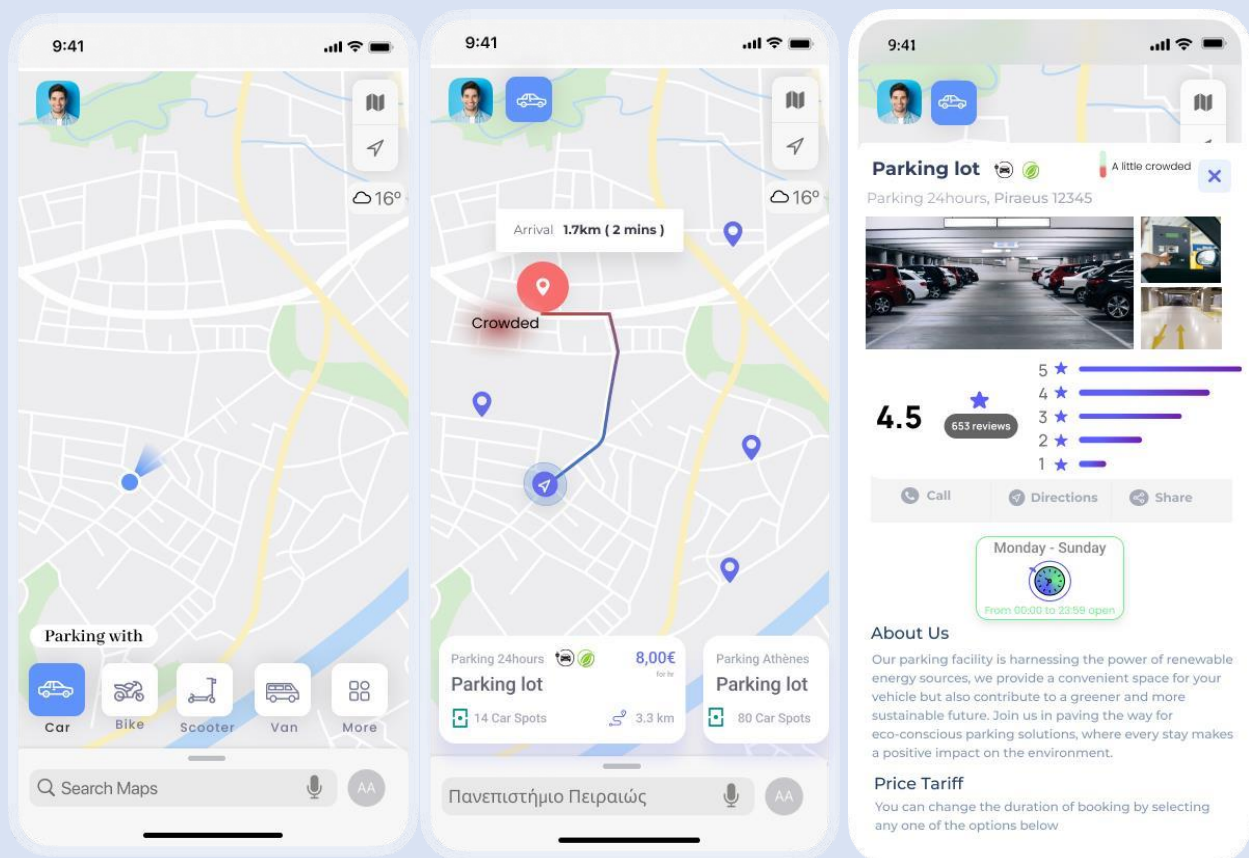 9:41
16°
Parking with
Car
Bike
Scooter
Van
More
Search Maps
AA
9:41
16°
Arrival 1.7km ( 2 mins )
Crowded
Parking 24hours
8,00€
for hr
Parking lot
14 Car Spots
3.3 km
Parking Athènes
Parking lot
80 Car Spots
Πανεπιστήμιο Πειραιώς
AA
9:41
Parking lot
A little crowded
Parking 24hours, Piraeus 12345
4.5
653 reviews
5
4
3
2
1
Call
Directions
Share
Monday - Sunday
From 00:00 to 23:59 open
About Us
Our parking facility is harnessing the power of renewable
energy sources, we provide a convenient space for your
vehicle but also contribute to a greener and more
sustainable future. Join us in paving the way for
eco-conscious parking solutions, where every stay makes
a positive impact on the environment.
Price Tariff
You can change the duration of booking by selecting
any one of the options below